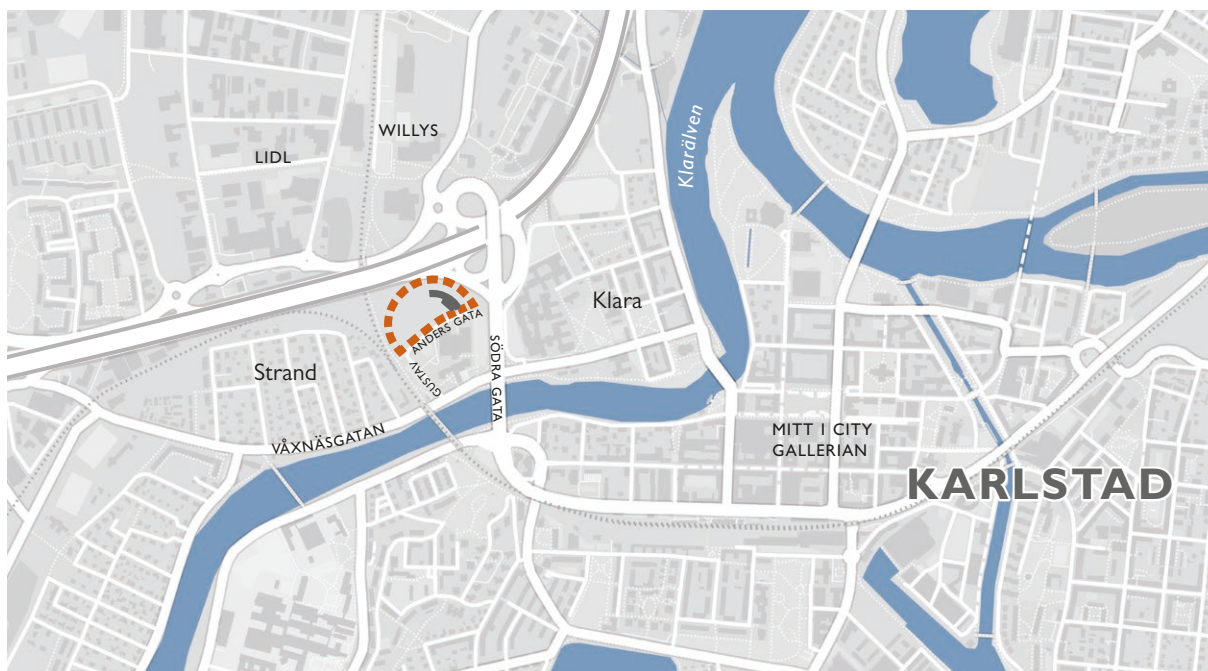 WILLYS
LIDL
Klarälven
Klara
GUSTAV ANDERS GATA
SÖDRA GATA
Strand
VÅXNÄSGATAN
MITT I CITY
GALLERIAN
KARLSTAD